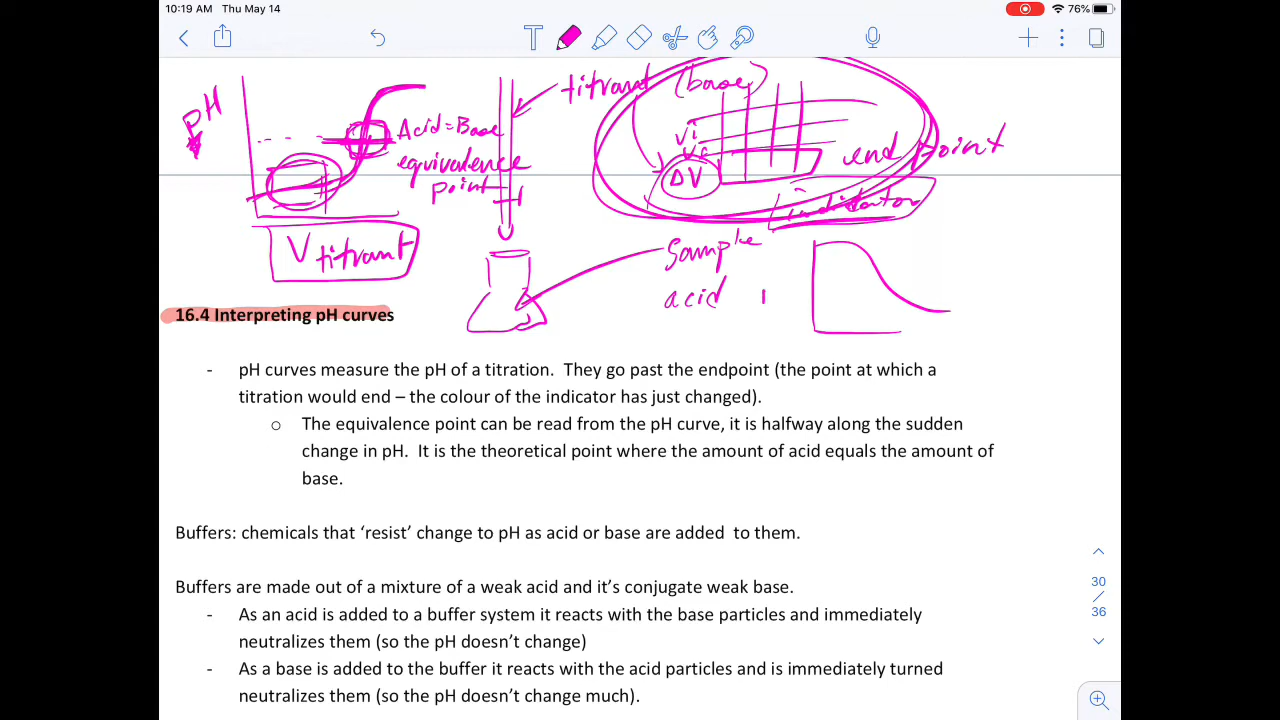 10:19 AM Thu May 14
76%
pH
titrant (base)
Acid=Base
equivalence
point
Vi
ΔV
end point
indicator
V titrant
Sample
acid
16.4 Interpreting pH curves
- pH curves measure the pH of a titration. They go past the endpoint (the point at which a
titration would end – the colour of the indicator has just changed).
o The equivalence point can be read from the pH curve, it is halfway along the sudden
change in pH. It is the theoretical point where the amount of acid equals the amount of
base.
Buffers: chemicals that ‘resist’ change to pH as acid or base are added to them.
Buffers are made out of a mixture of a weak acid and it’s conjugate weak base.
- As an acid is added to a buffer system it reacts with the base particles and immediately
neutralizes them (so the pH doesn’t change)
- As a base is added to the buffer it reacts with the acid particles and is immediately turned
neutralizes them (so the pH doesn’t change much).
30
/
36